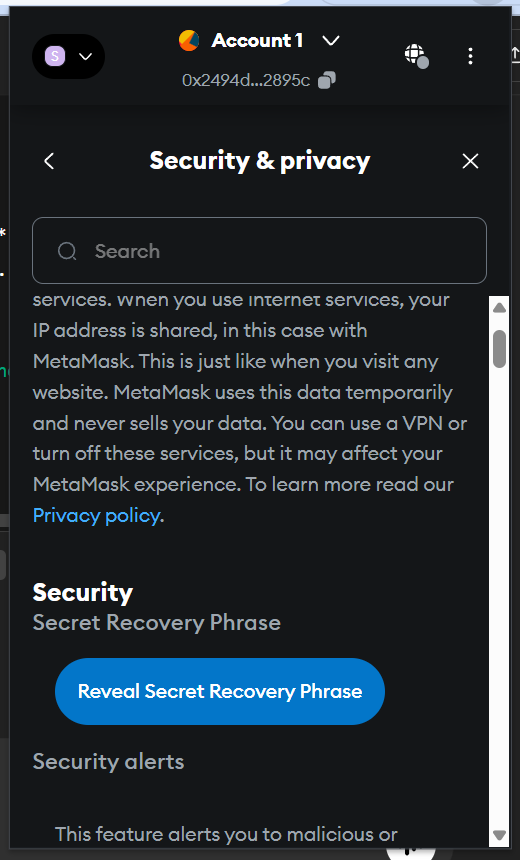 S
Account 1
0x2494d...2895c
Security & privacy
Search
services. When you use internet services, your
IP address is shared, in this case with
MetaMask. This is just like when you visit any
website. MetaMask uses this data temporarily
and never sells your data. You can use a VPN or
turn off these services, but it may affect your
MetaMask experience. To learn more read our
Privacy policy.
Security
Secret Recovery Phrase
Reveal Secret Recovery Phrase
Security alerts
This feature alerts you to malicious or